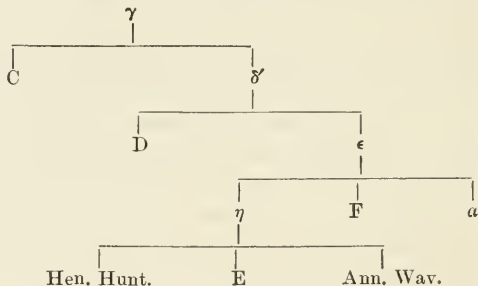 γ
C δ′
D ϵ
η F a
Hen. Hunt. E Ann. Wav.